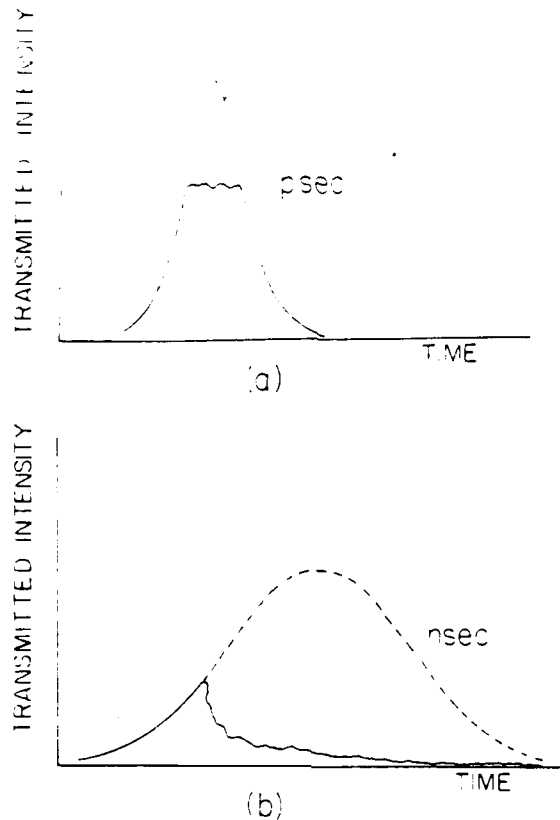 TRANSMITTED INTENSITY
psec
TIME
(a)
TRANSMITTED INTENSITY
nsec
TIME
(b)